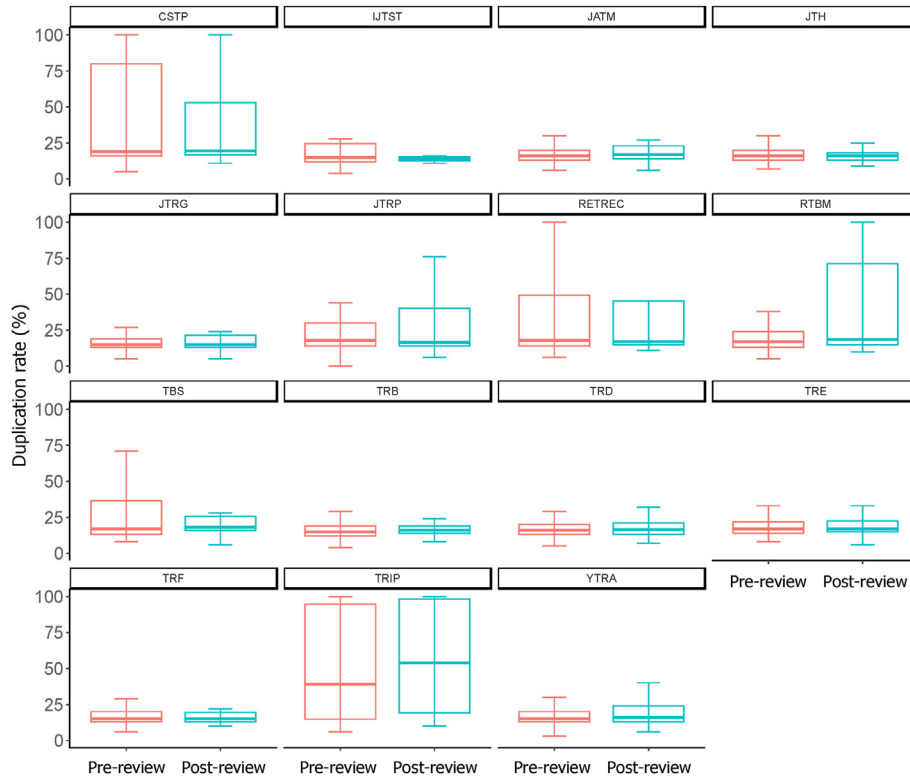 CSTP IJTST JATM JTH
100
75
50
25
0
JTRG JTRP RETREC RTBM
100
75
50
25
0
Duplication rate (%)
TBS TRB TRD TRE
100
75
50
25
0
Pre-review Post-review
TRF TRIP YTRA
100
75
50
25
0
Pre-review Post-review Pre-review Post-review Pre-review Post-review